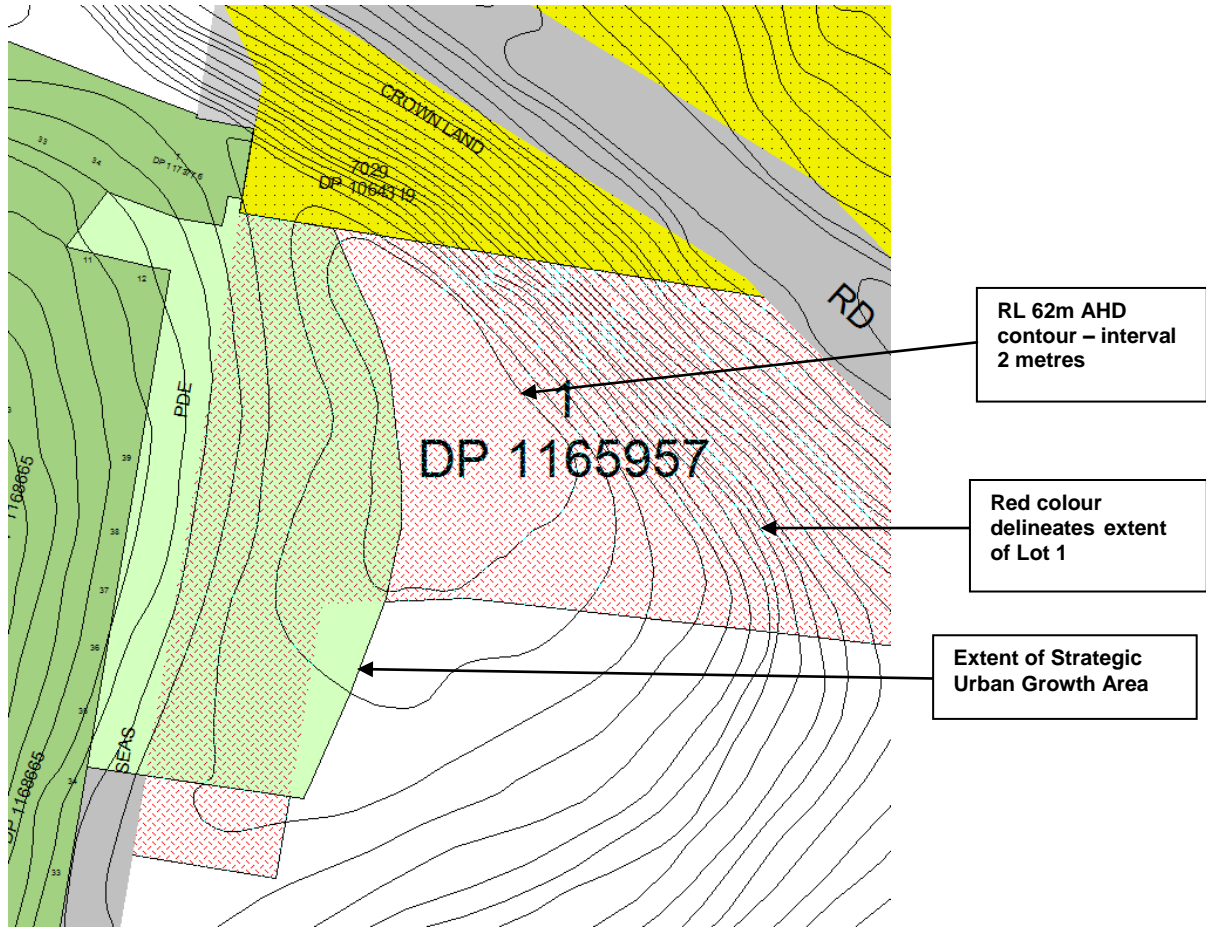 CROWN LAND
7029
DP 1064319
33
34
1
11
12
RD
PDE
1
DP 1165957
39
38
37
36
35
34
33
SEAS
1168665
DP 1168665
RL 62m AHD
contour – interval
2 metres
Red colour
delineates extent
of Lot 1
Extent of Strategic
Urban Growth Area